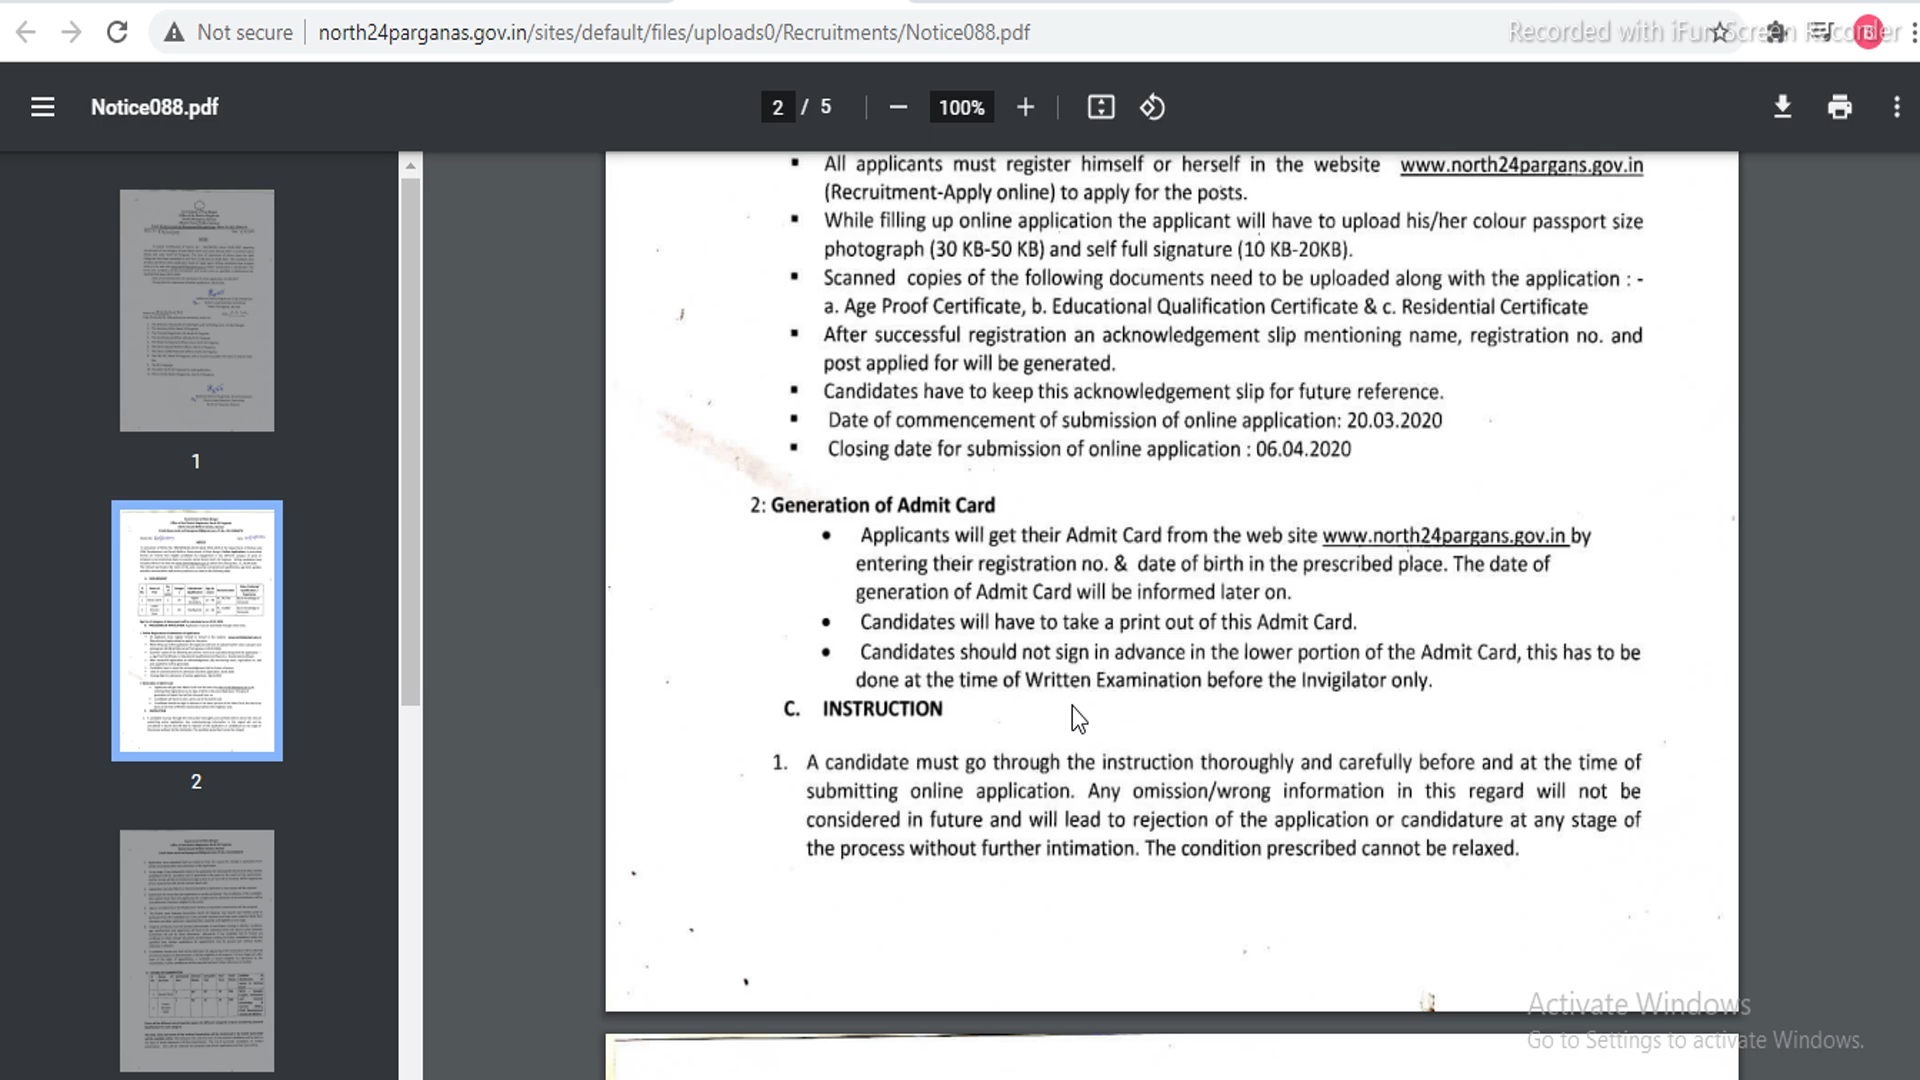 Not secure
north24parganas.gov.in/sites/default/files/uploads0/Recruitments/Notice088.pdf
Recorded with iFun Screen Recorder
Notice088.pdf
2 / 5
100%
1
2
▪ All applicants must register himself or herself in the website www.north24pargans.gov.in
(Recruitment-Apply online) to apply for the posts.
▪ While filling up online application the applicant will have to upload his/her colour passport size
photograph (30 KB-50 KB) and self full signature (10 KB-20KB).
▪ Scanned copies of the following documents need to be uploaded along with the application : -
a. Age Proof Certificate, b. Educational Qualification Certificate & c. Residential Certificate
▪ After successful registration an acknowledgement slip mentioning name, registration no. and
post applied for will be generated.
▪ Candidates have to keep this acknowledgement slip for future reference.
▪ Date of commencement of submission of online application: 20.03.2020
▪ Closing date for submission of online application : 06.04.2020
2: Generation of Admit Card
• Applicants will get their Admit Card from the web site www.north24pargans.gov.in by
entering their registration no. & date of birth in the prescribed place. The date of
generation of Admit Card will be informed later on.
• Candidates will have to take a print out of this Admit Card.
• Candidates should not sign in advance in the lower portion of the Admit Card, this has to be
done at the time of Written Examination before the Invigilator only.
C. INSTRUCTION
1. A candidate must go through the instruction thoroughly and carefully before and at the time of
submitting online application. Any omission/wrong information in this regard will not be
considered in future and will lead to rejection of the application or candidature at any stage of
the process without further intimation. The condition prescribed cannot be relaxed.
Activate Windows
Go to Settings to activate Windows.